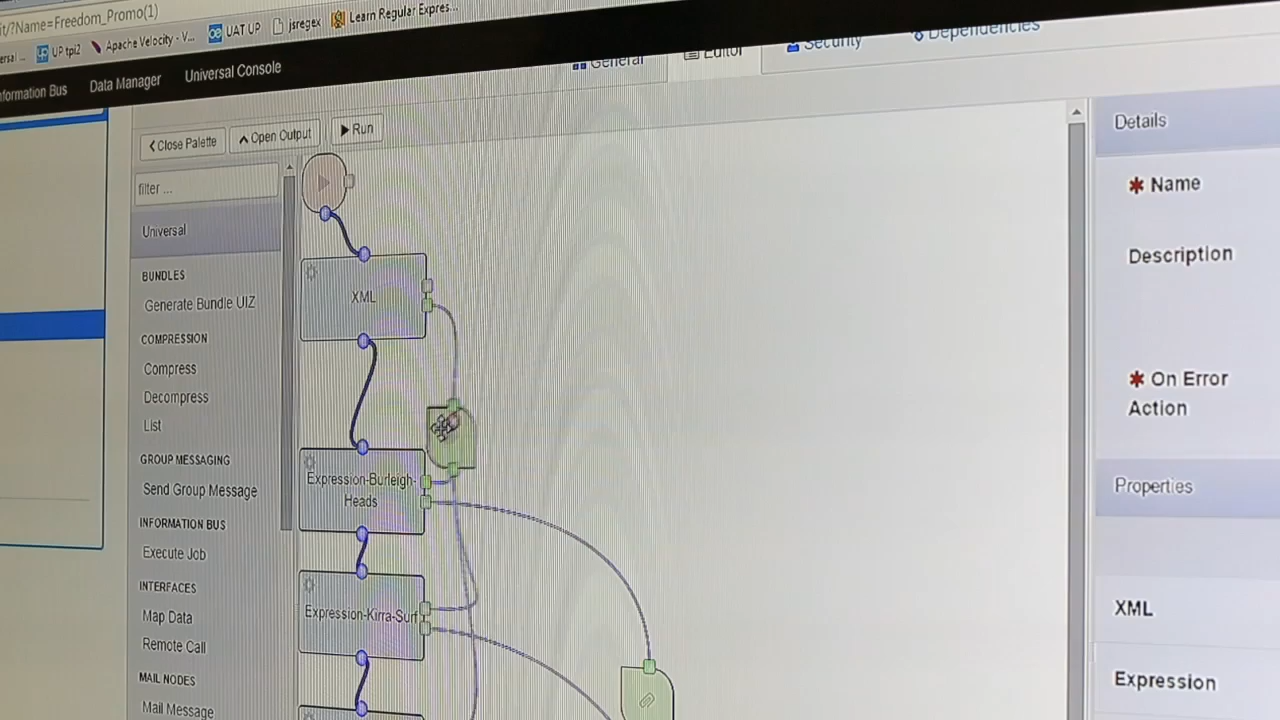 it/?Name=Freedom_Promo(1)
UP tpi2
Apache Velocity - V...
UAT UP
jsregex
Learn Regular Expres...
Information Bus
Data Manager
Universal Console
General
Editor
Security
Dependencies
Close Palette
Open Output
Run
filter ...
Universal
BUNDLES
Generate Bundle UIZ
COMPRESSION
Compress
Decompress
List
GROUP MESSAGING
Send Group Message
INFORMATION BUS
Execute Job
INTERFACES
Map Data
Remote Call
MAIL NODES
Mail Message
XML
Expression-Burleigh-
Heads
Expression-Kirra-Surf
Details
Name
Description
On Error
Action
Properties
XML
Expression